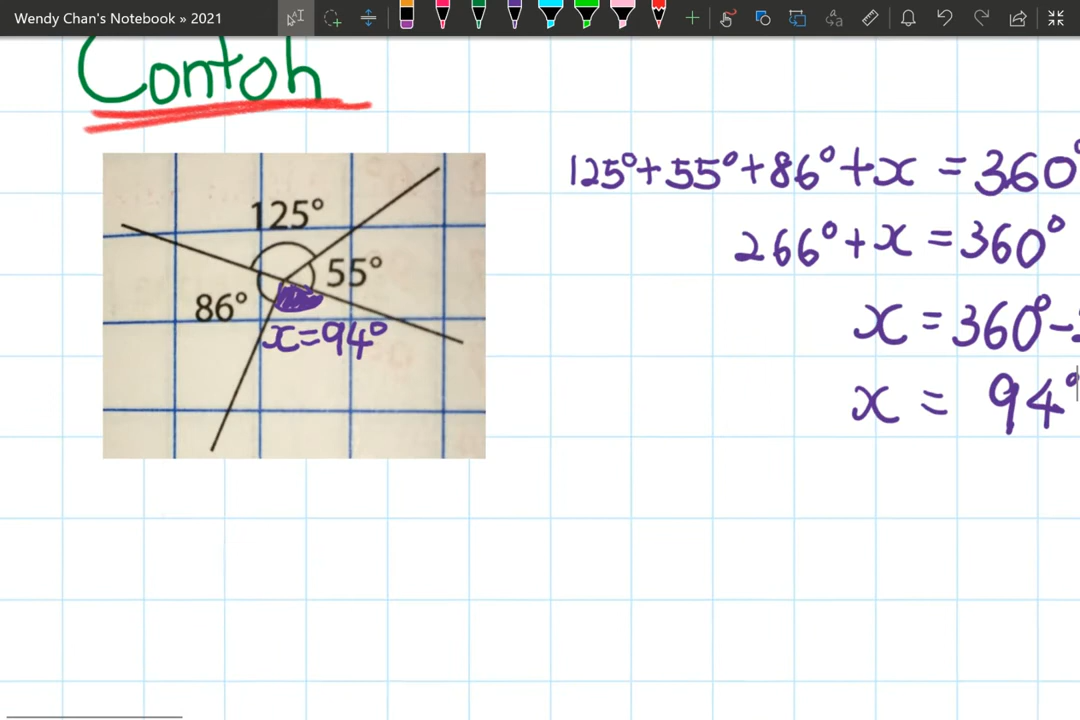 Wendy Chan's Notebook » 2021
Contoh
125°
55°
86°
x=94°
125°+55°+86°+x =360°
266°+x =360°
x =360°-
x = 94°